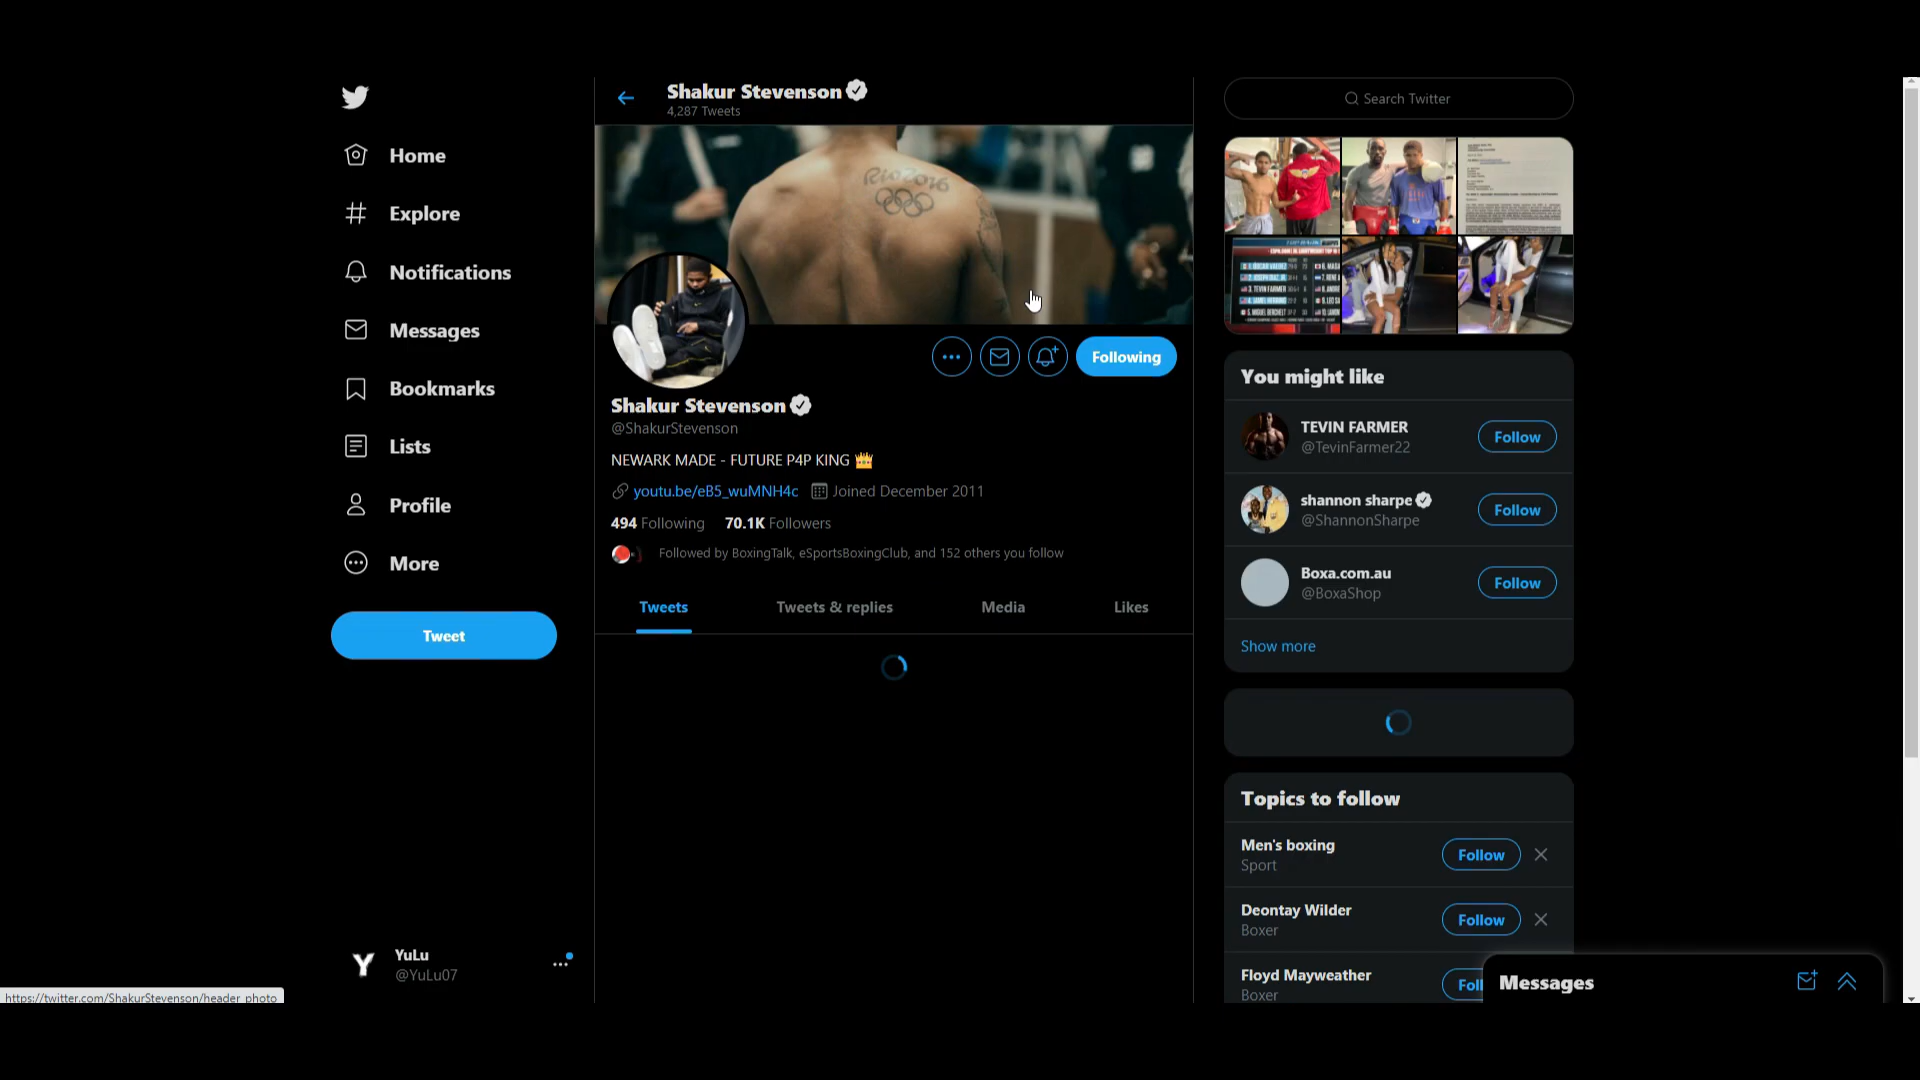 Shakur Stevenson
4,287 Tweets
Home
Explore
Notifications
Messages
Bookmarks
Lists
Profile
More
Tweet
YuLu
@YuLu07
https://twitter.com/ShakurStevenson/header_photo
Rio2016
Following
Shakur Stevenson
@ShakurStevenson
NEWARK MADE - FUTURE P4P KING 👑
youtu.be/eB5_wuMNH4c Joined December 2011
494 Following 70.1K Followers
Followed by BoxingTalk, eSportsBoxingClub, and 152 others you follow
Tweets Tweets & replies Media Likes
Search Twitter
You might like
TEVIN FARMER
@TevinFarmer22
Follow
shannon sharpe
@ShannonSharpe
Follow
Boxa.com.au
@BoxaShop
Follow
Show more
Topics to follow
Men's boxing
Sport
Follow
Deontay Wilder
Boxer
Follow
Floyd Mayweather
Boxer
Foll
Messages